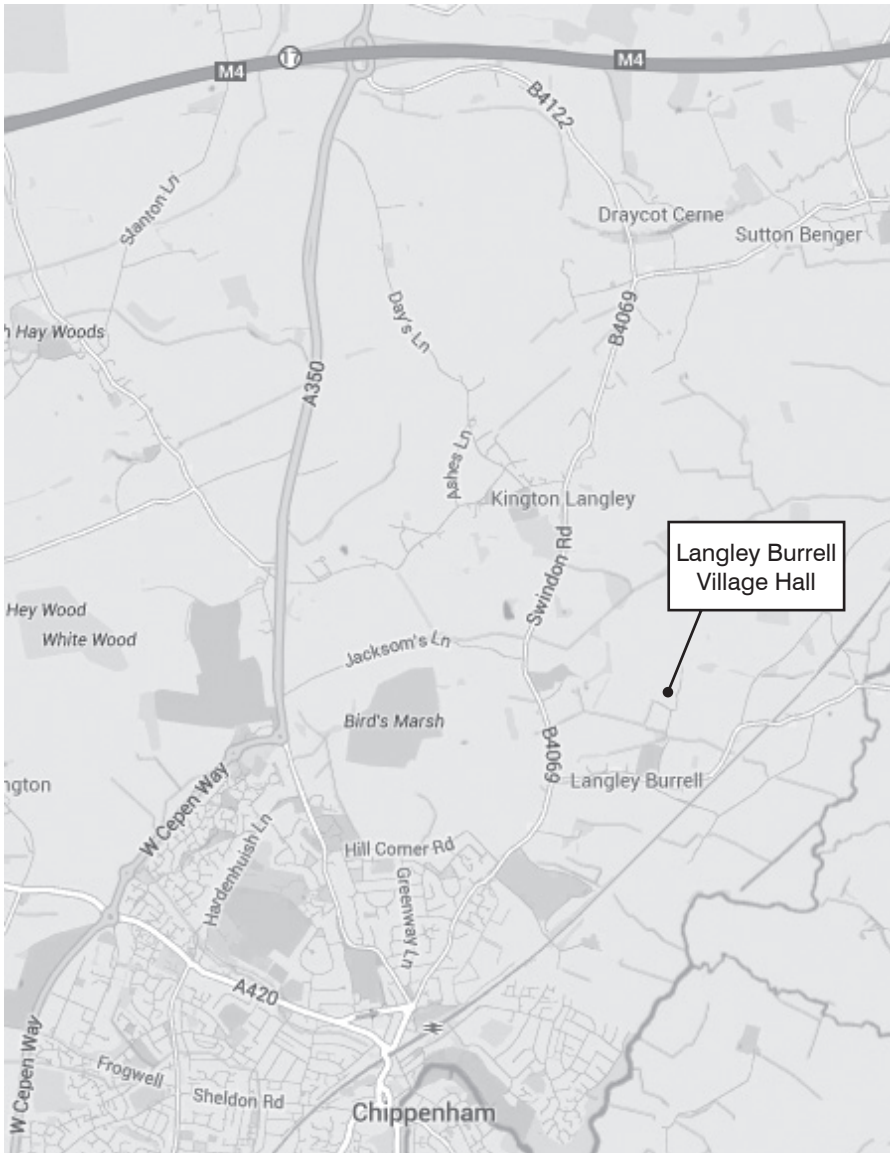 17
M4
M4
B4122
Stanton Ln
Draycot Cerne
Sutton Benger
Day's Ln
B4069
h Hay Woods
A350
Ashes Ln
Kington Langley
Langley Burrell
Village Hall
Swindon Rd
Hey Wood
White Wood
Jacksom's Ln
Bird's Marsh
B4069
ngton
Langley Burrell
W Cepen Way
Hardenhuish Ln
Hill Corner Rd
Greenway Ln
A420
W Cepen Way
Frogwell
Sheldon Rd
Chippenham